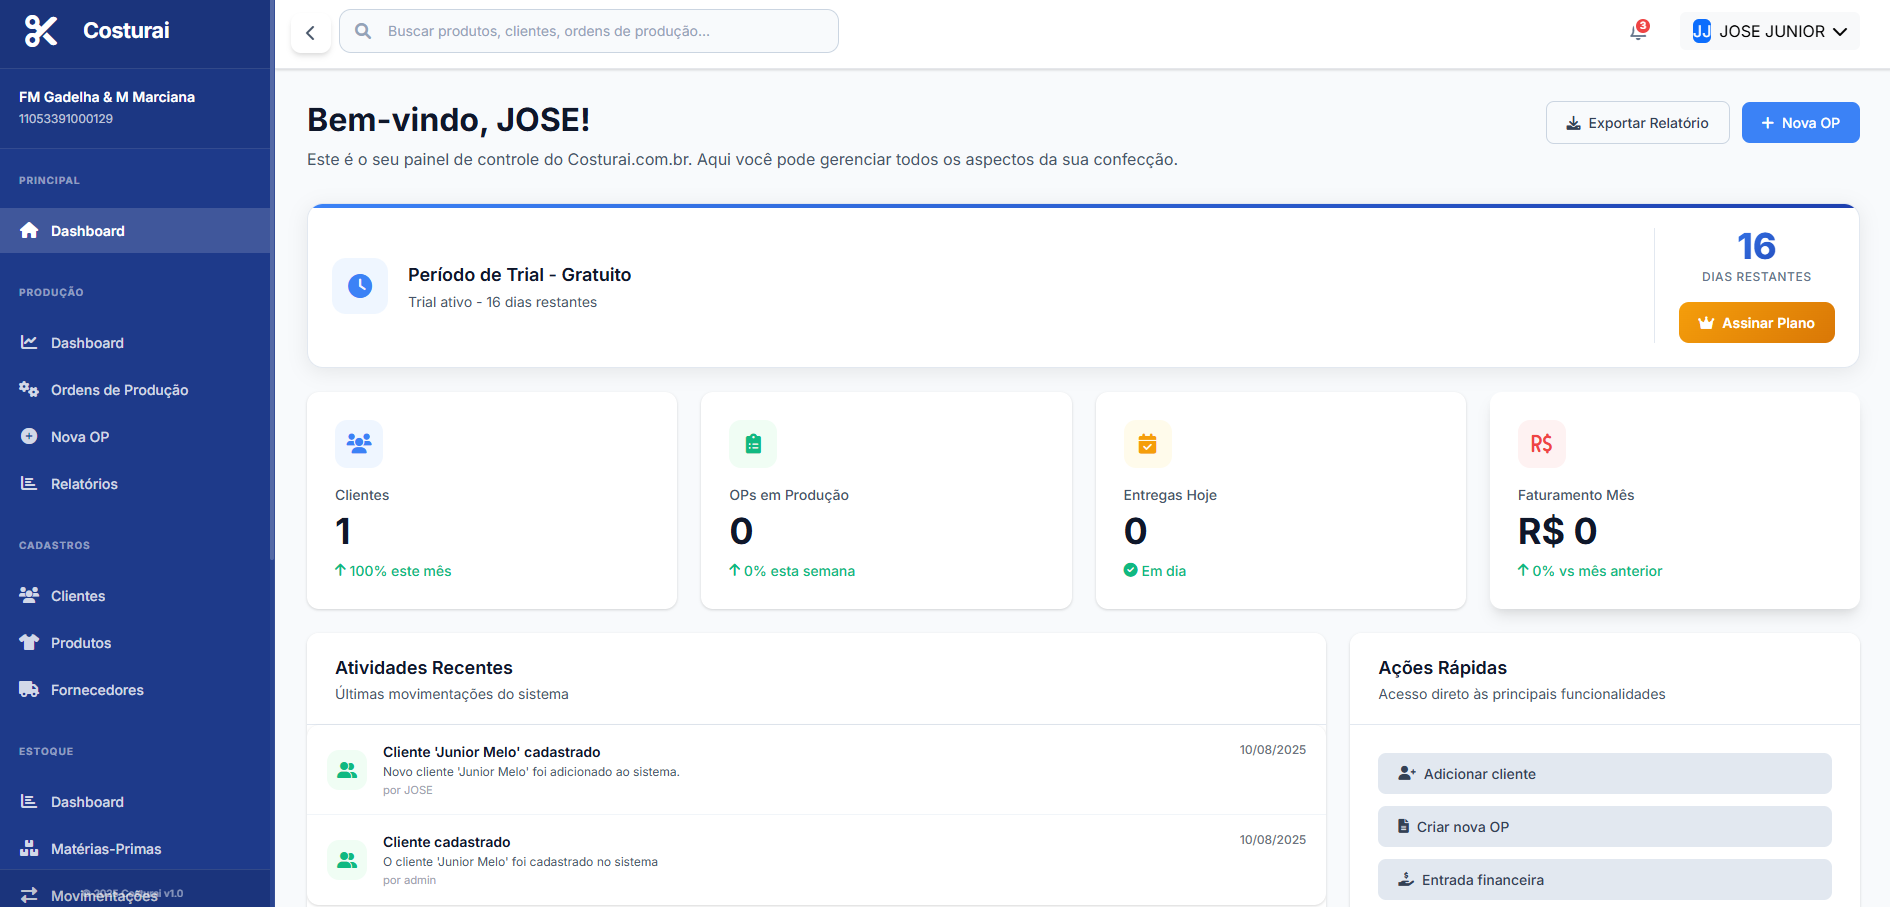 Costurai
FM Gadelha & M Marciana
11053391000129
PRINCIPAL
Dashboard
PRODUÇÃO
Dashboard
Ordens de Produção
Nova OP
Relatórios
CADASTROS
Clientes
Produtos
Fornecedores
ESTOQUE
Dashboard
Matérias-Primas
Movimentações
© 2025 Costurai v1.0
Buscar produtos, clientes, ordens de produção...
3
JJ JOSE JUNIOR
Bem-vindo, JOSE!
Este é o seu painel de controle do Costurai.com.br. Aqui você pode gerenciar todos os aspectos da sua confecção.
Exportar Relatório
+ Nova OP
Período de Trial - Gratuito
Trial ativo - 16 dias restantes
16
DIAS RESTANTES
Assinar Plano
Clientes
1
100% este mês
OPs em Produção
0
0% esta semana
Entregas Hoje
0
Em dia
R$
Faturamento Mês
R$ 0
0% vs mês anterior
Atividades Recentes
Últimas movimentações do sistema
Cliente 'Junior Melo' cadastrado
10/08/2025
Novo cliente 'Junior Melo' foi adicionado ao sistema.
por JOSE
Cliente cadastrado
10/08/2025
O cliente 'Junior Melo' foi cadastrado no sistema
por admin
Ações Rápidas
Acesso direto às principais funcionalidades
Adicionar cliente
Criar nova OP
Entrada financeira